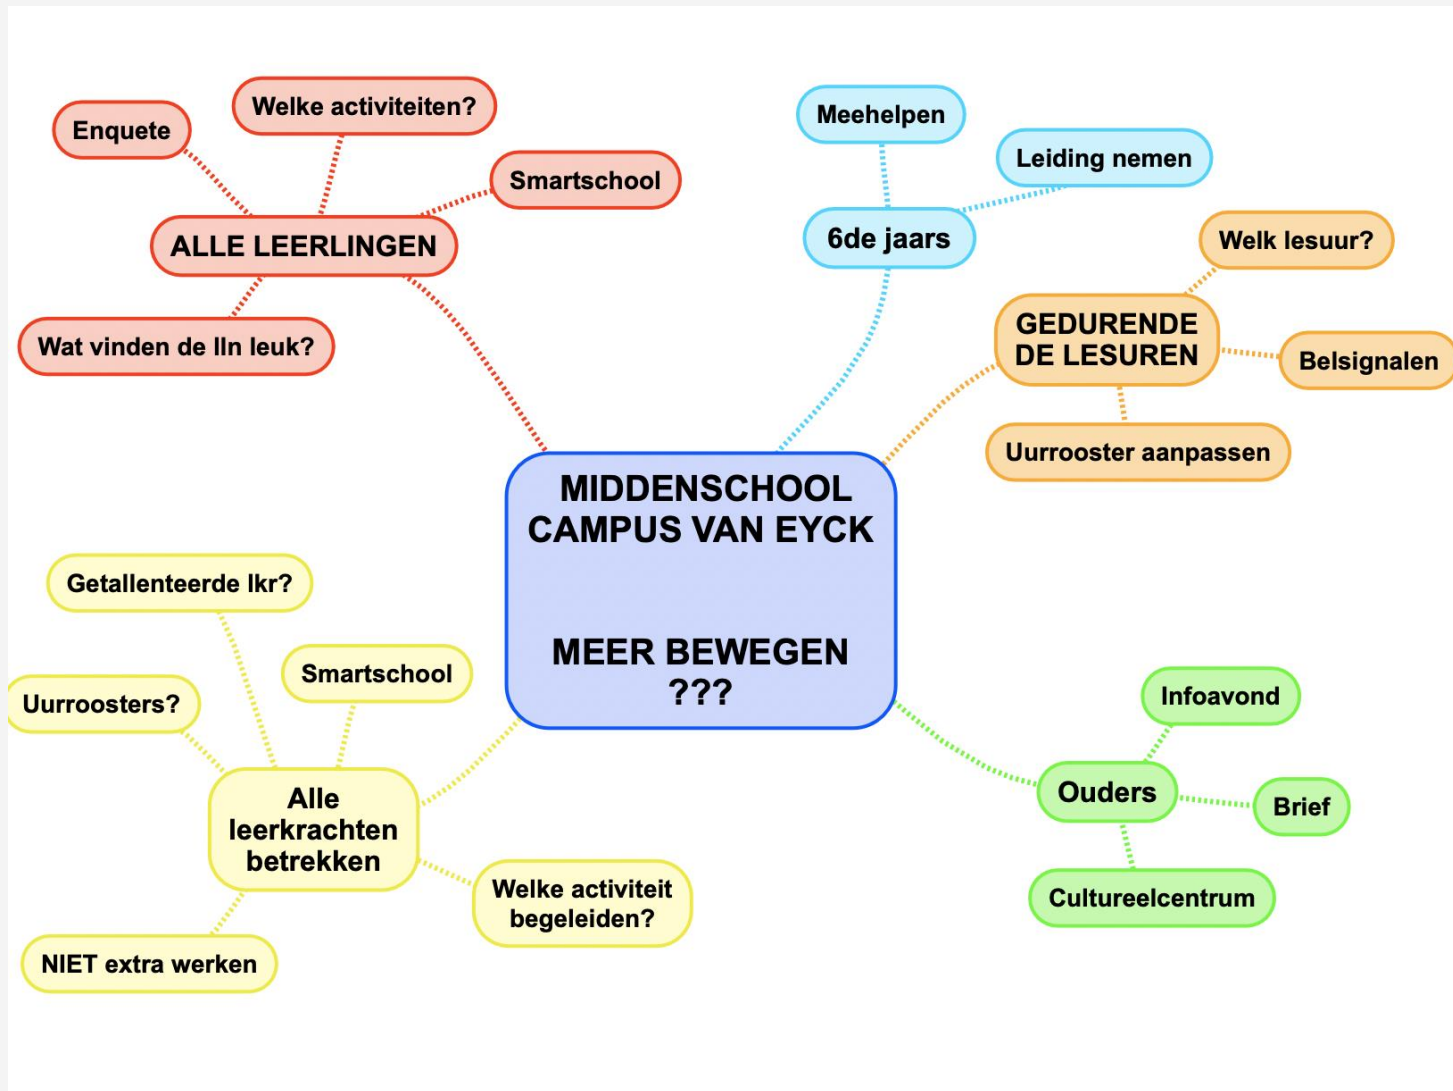 Enquete
Welke activiteiten?
Smartschool
ALLE LEERLINGEN
Wat vinden de lln leuk?
Meehelpen
Leiding nemen
6de jaars
Welk lesuur?
GEDURENDE
DE LESUREN
Belsignalen
Uurrooster aanpassen
MIDDENSCHOOL
CAMPUS VAN EYCK
MEER BEWEGEN
???
Getallenteerde lkr?
Smartschool
Uurroosters?
Alle
leerkrachten
betrekken
Welke activiteit
begeleiden?
NIET extra werken
Infoavond
Ouders
Brief
Cultureelcentrum